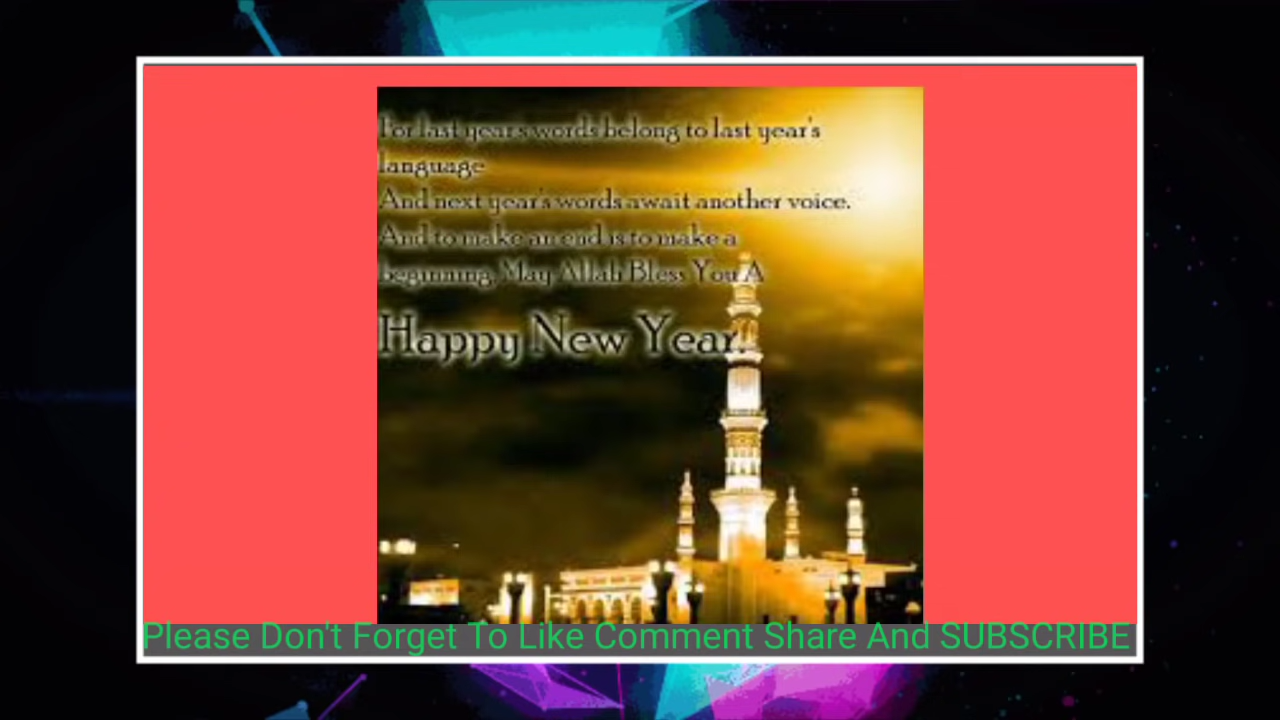 For last year's words belong to last year's
language
And next year's words await another voice.
And to make an end is to make a
beginning. May Allah Bless You A
Happy New Year.
Please Don't Forget To Like Comment Share And SUBSCRIBE